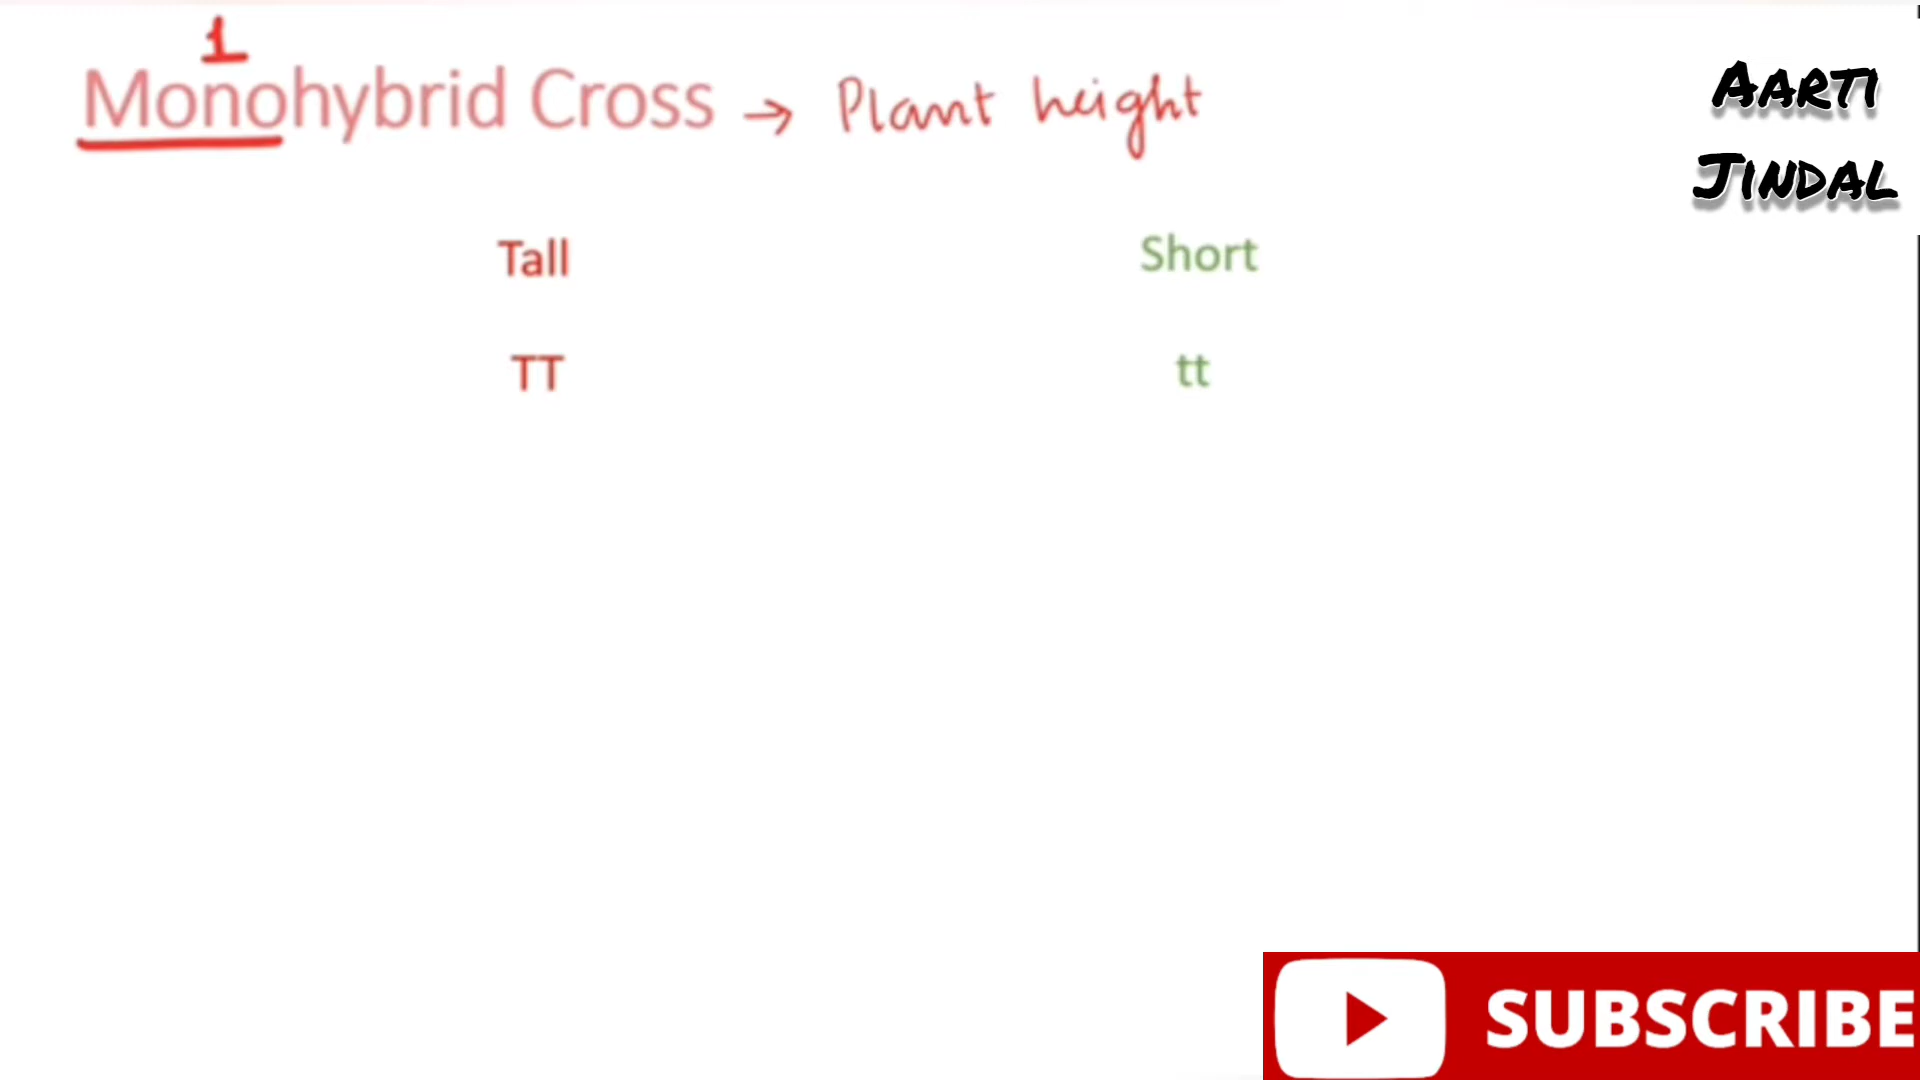 1
Monohybrid Cross → Plant height
AARTI
JINDAL
Tall Short
TT tt
SUBSCRIBE